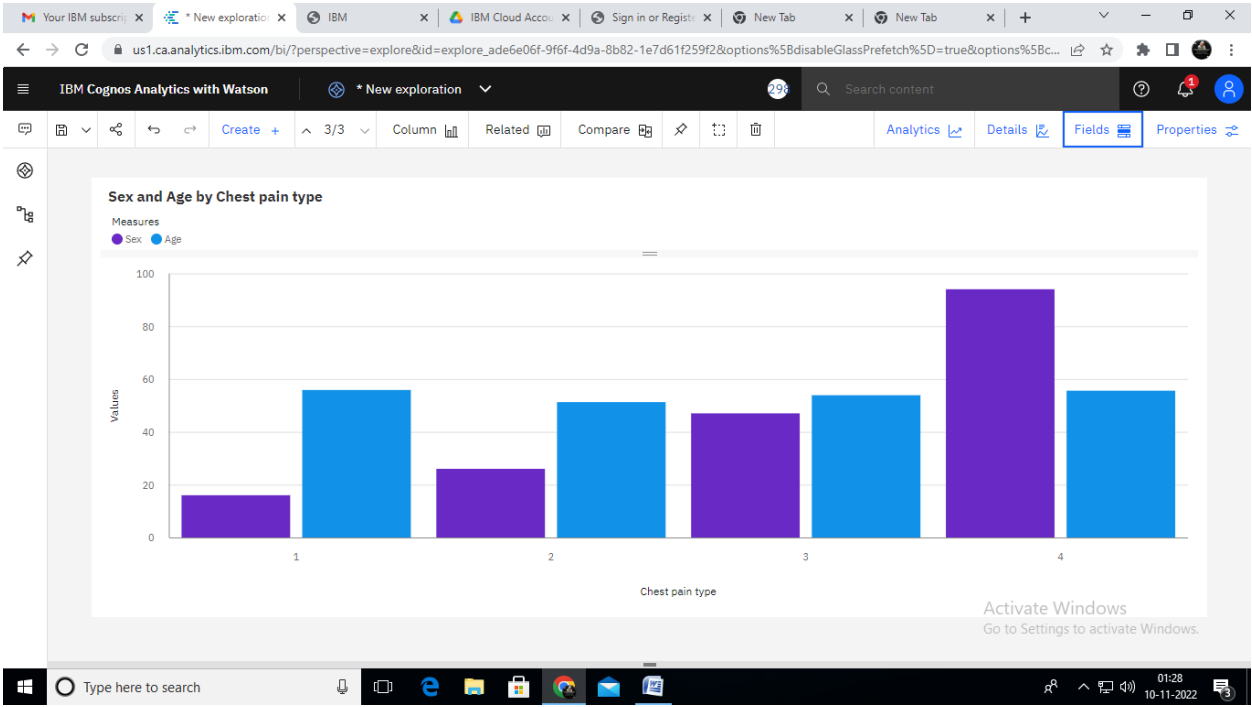 Your IBM subscrip
* New exploration
IBM
IBM Cloud Accou
Sign in or Registe
New Tab
New Tab
us1.ca.analytics.ibm.com/bi/?perspective=explore&id=explore_ade6e06f-9f6f-4d9a-8b82-1e7d61f259f2&options%5BdisableGlassPrefetch%5D=true&options%5Bc...
IBM Cognos Analytics with Watson
* New exploration
298
Search content
1
Create +
3/3
Column
Related
Compare
Analytics
Details
Fields
Properties
Sex and Age by Chest pain type
Measures
Sex Age
100
80
60
40
20
0
Values
1 2 3 4
Chest pain type
Activate Windows
Go to Settings to activate Windows.
Type here to search
01:28
10-11-2022
3